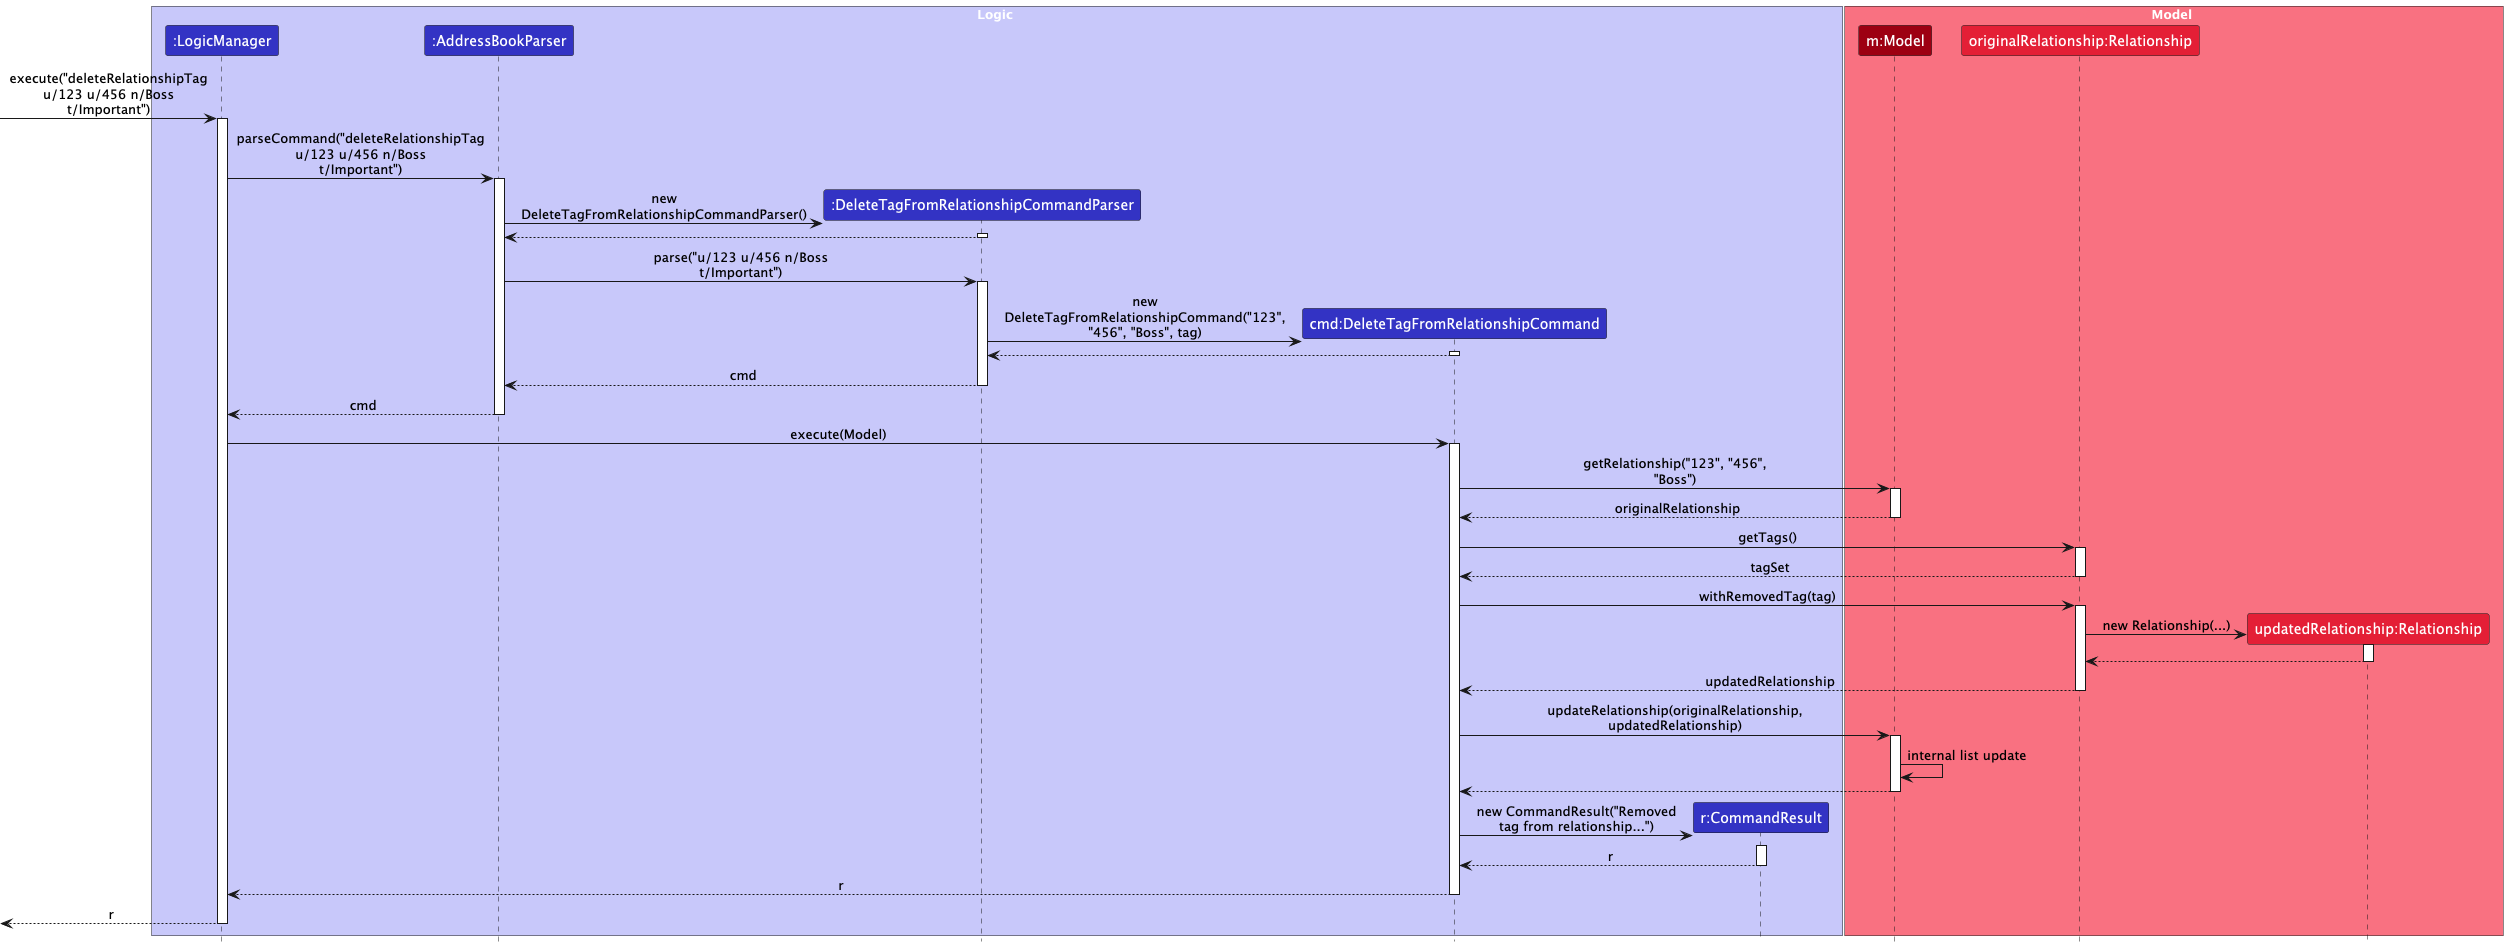 Logic
Model
:LogicManager
:AddressBookParser
m:Model
originalRelationship:Relationship
execute("deleteRelationshipTag
u/123 u/456 n/Boss
t/Important")
parseCommand("deleteRelationshipTag
u/123 u/456 n/Boss
t/Important")
new
DeleteTagFromRelationshipCommandParser()
:DeleteTagFromRelationshipCommandParser
parse("u/123 u/456 n/Boss
t/Important")
new
DeleteTagFromRelationshipCommand("123",
"456", "Boss", tag)
cmd:DeleteTagFromRelationshipCommand
cmd
cmd
execute(Model)
getRelationship("123", "456",
"Boss")
originalRelationship
getTags()
tagSet
withRemovedTag(tag)
new Relationship(...)
updatedRelationship:Relationship
updatedRelationship
updateRelationship(originalRelationship,
updatedRelationship)
internal list update
new CommandResult("Removed
tag from relationship...")
r:CommandResult
r
r
r